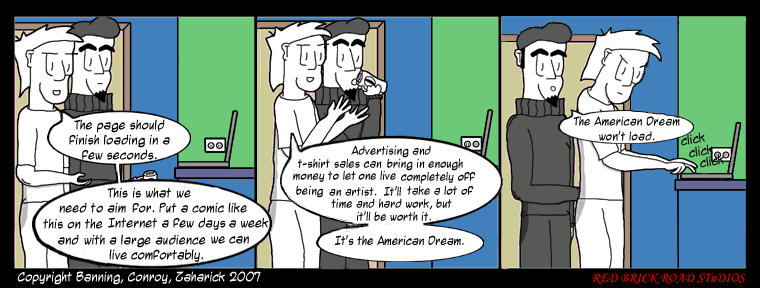 The page should
finish loading in a
few seconds.
This is what we
need to aim for. Put a comic like
this on the Internet a few days a week
and with a large audience we can
live comfortably.
Advertising and
t-shirt sales can bring in enough
money to let one live completely off
being an artist. It'll take a lot of
time and hard work, but
it'll be worth it.
It's the American Dream.
The American Dream
won't load.
click
click
click
Copyright Banning, Conroy, Zaharick 2007
RED BRICK ROAD STUDIOS